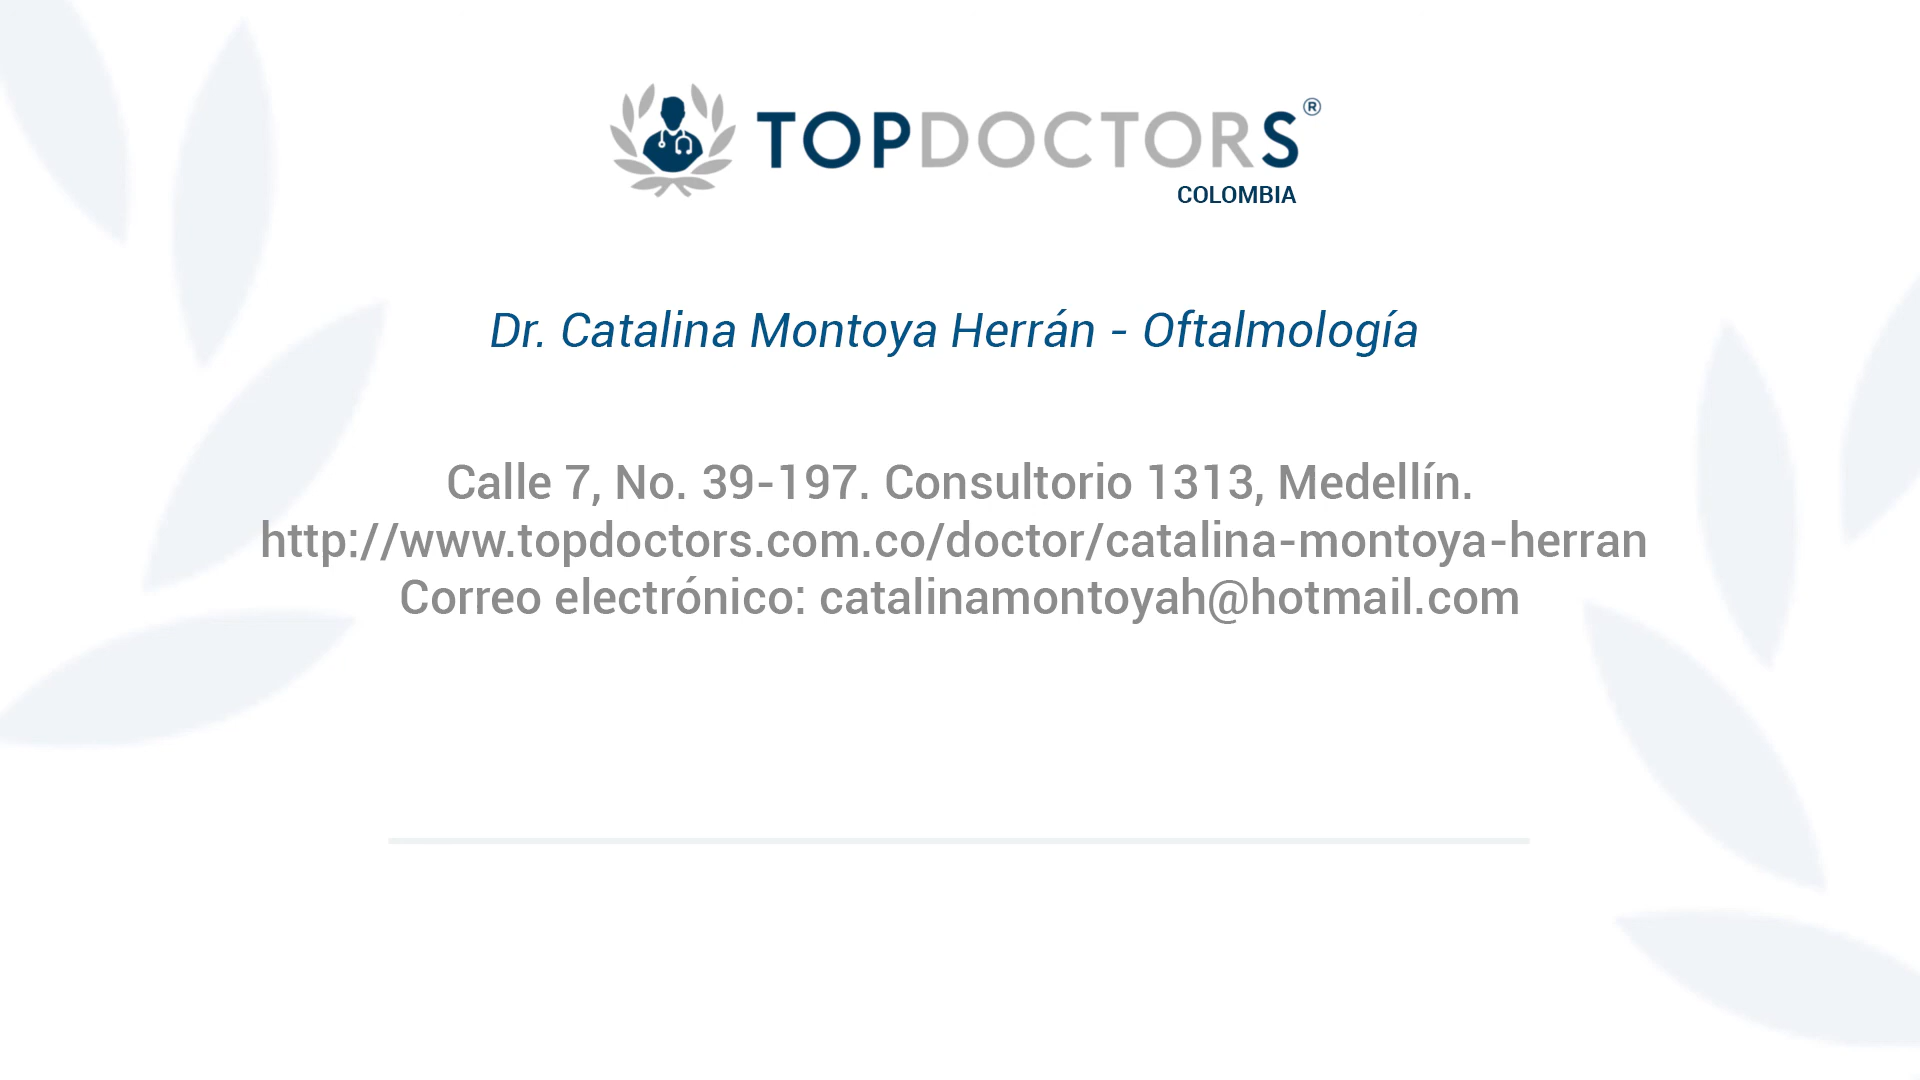 TOPDOCTORS®
COLOMBIA
Dr. Catalina Montoya Herrán - Oftalmología
Calle 7, No. 39-197. Consultorio 1313, Medellín.
http://www.topdoctors.com.co/doctor/catalina-montoya-herran
Correo electrónico: catalinamontoyah@hotmail.com